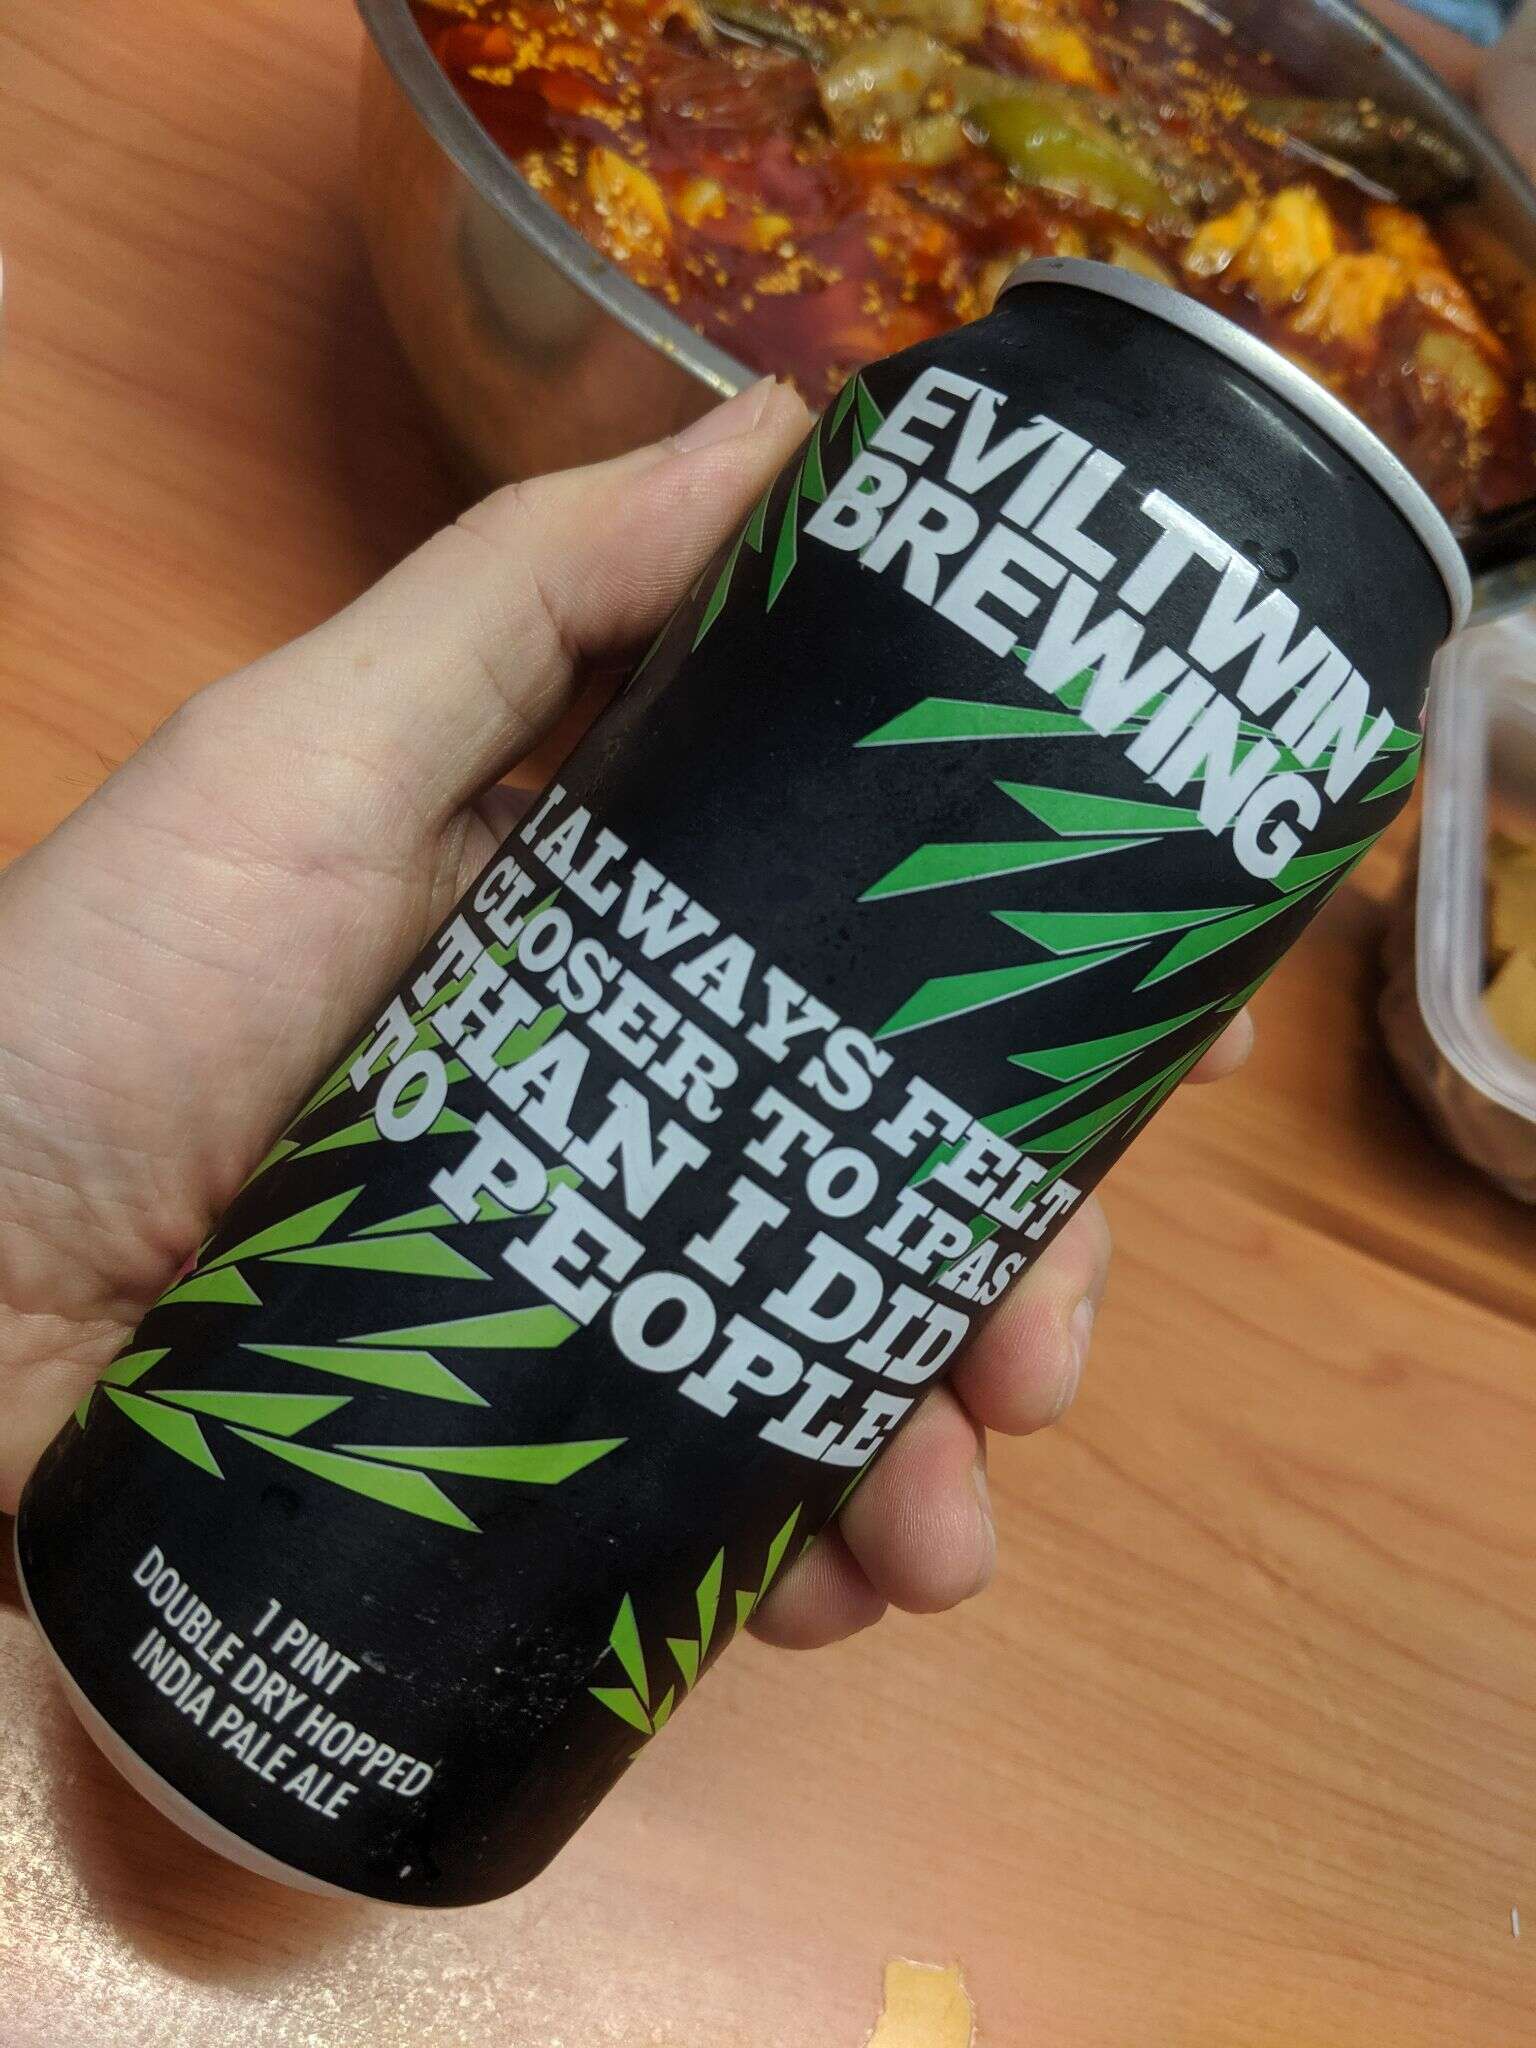 EVIL TWIN
BREWING
I ALWAYS FELT
CLOSER TO IPAS
THAN I DID
TO PEOPLE
1 PINT
DOUBLE DRY HOPPED
INDIA PALE ALE